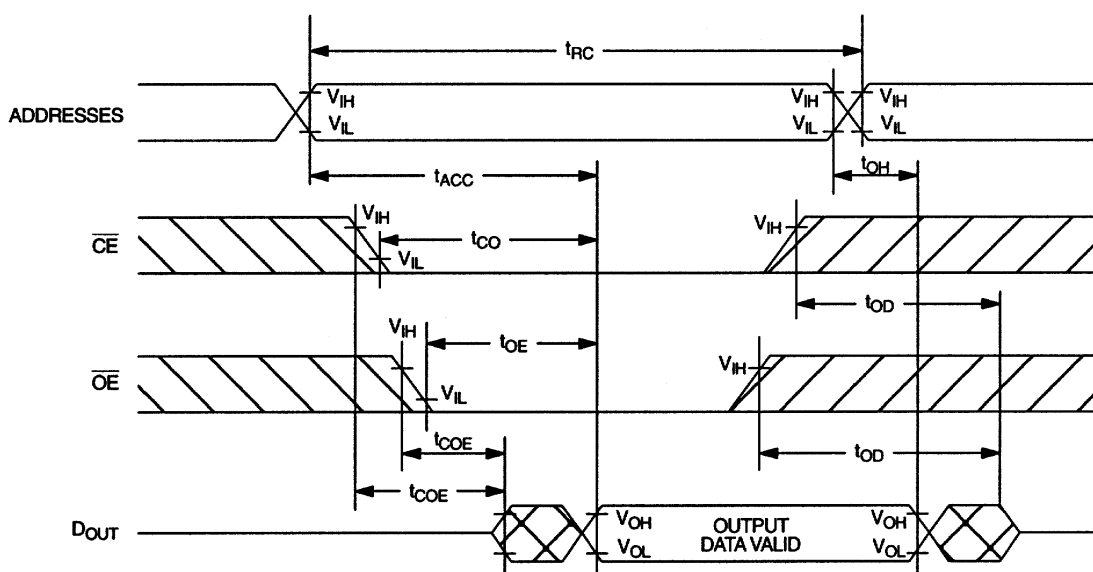 tRC
ADDRESSES
VIH
VIL
VIH
VIL
VIH
VIL
tACC
tOH
CE
VIH
VIL
tCO
VIH
tOD
OE
VIH
VIL
tOE
VIH
tCOE
tOD
tCOE
DOUT
VOH
VOL
OUTPUT
DATA VALID
VOH
VOL